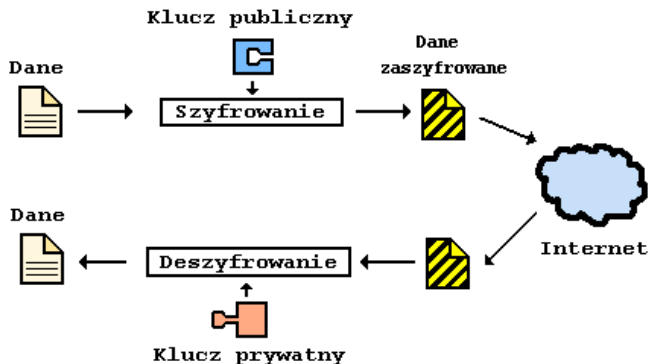 Klucz publiczny
Dane
Dane
zaszyfrowane
Szyfrowanie
Internet
Dane
Deszyfrowanie
Klucz prywatny